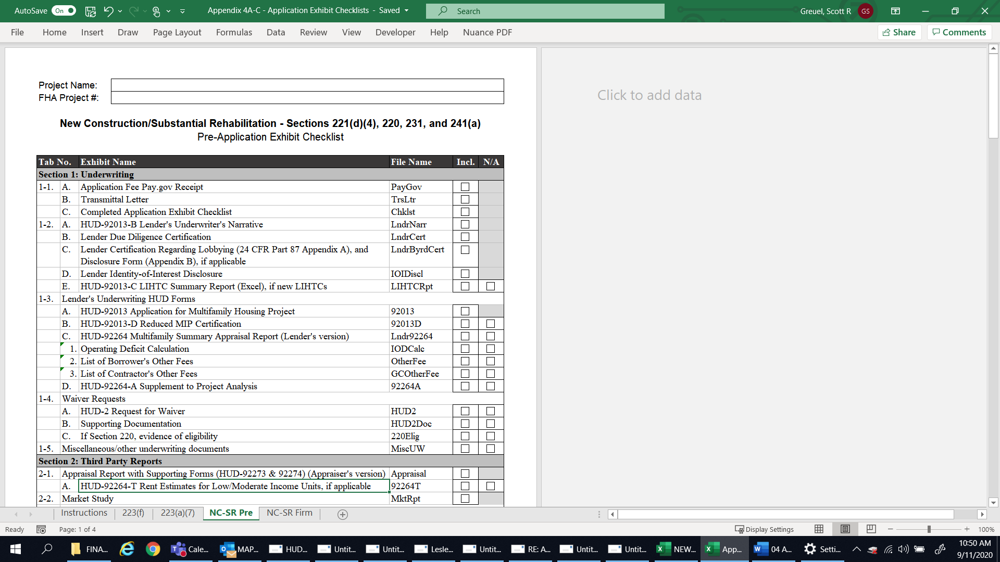 AutoSave On Appendix 4A-C - Application Exhibit Checklists - Saved Search Greuel, Scott R GS
File Home Insert Draw Page Layout Formulas Data Review View Developer Help Nuance PDF Share Comments
Project Name:
FHA Project #:
Click to add data
New Construction/Substantial Rehabilitation - Sections 221(d)(4), 220, 231, and 241(a)
Pre-Application Exhibit Checklist
Tab No. Exhibit Name File Name Incl. N/A
Section 1: Underwriting
1-1. A. Application Fee Pay.gov Receipt PayGov
B. Transmittal Letter TrsLtr
C. Completed Application Exhibit Checklist Chklst
1-2. A. HUD-92013-B Lender's Underwriter's Narrative LndrNarr
B. Lender Due Diligence Certification LndrCert
C. Lender Certification Regarding Lobbying (24 CFR Part 87 Appendix A), and LndrByrdCert
Disclosure Form (Appendix B), if applicable
D. Lender Identity-of-Interest Disclosure IOIDiscl
E. HUD-92013-C LIHTC Summary Report (Excel), if new LIHTCs LIHTCRpt
1-3. Lender's Underwriting HUD Forms
A. HUD-92013 Application for Multifamily Housing Project 92013
B. HUD-92013-D Reduced MIP Certification 92013D
C. HUD-92264 Multifamily Summary Appraisal Report (Lender's version) Lndr92264
1. Operating Deficit Calculation IODCalc
2. List of Borrower's Other Fees OtherFee
3. List of Contractor's Other Fees GCOtherFee
D. HUD-92264-A Supplement to Project Analysis 92264A
1-4. Waiver Requests
A. HUD-2 Request for Waiver HUD2
B. Supporting Documentation HUD2Doc
C. If Section 220, evidence of eligibility 220Elig
1-5. Miscellaneous/other underwriting documents MiscUW
Section 2: Third Party Reports
2-1. Appraisal Report with Supporting Forms (HUD-92273 & 92274) (Appraiser's version) Appraisal
A. HUD-92264-T Rent Estimates for Low/Moderate Income Units, if applicable 92264T
2-2. Market Study MktRpt
Instructions 223(f) 223(a)(7) NC-SR Pre NC-SR Firm
Ready Page: 1 of 4 Display Settings 100%
FINA... Cale... MAP... HUD... Untit... Untit... Lesle... Untit... RE: A... Untit... Untit... NEW... App... 04 A... Setti... 10:50 AM
9/11/2020